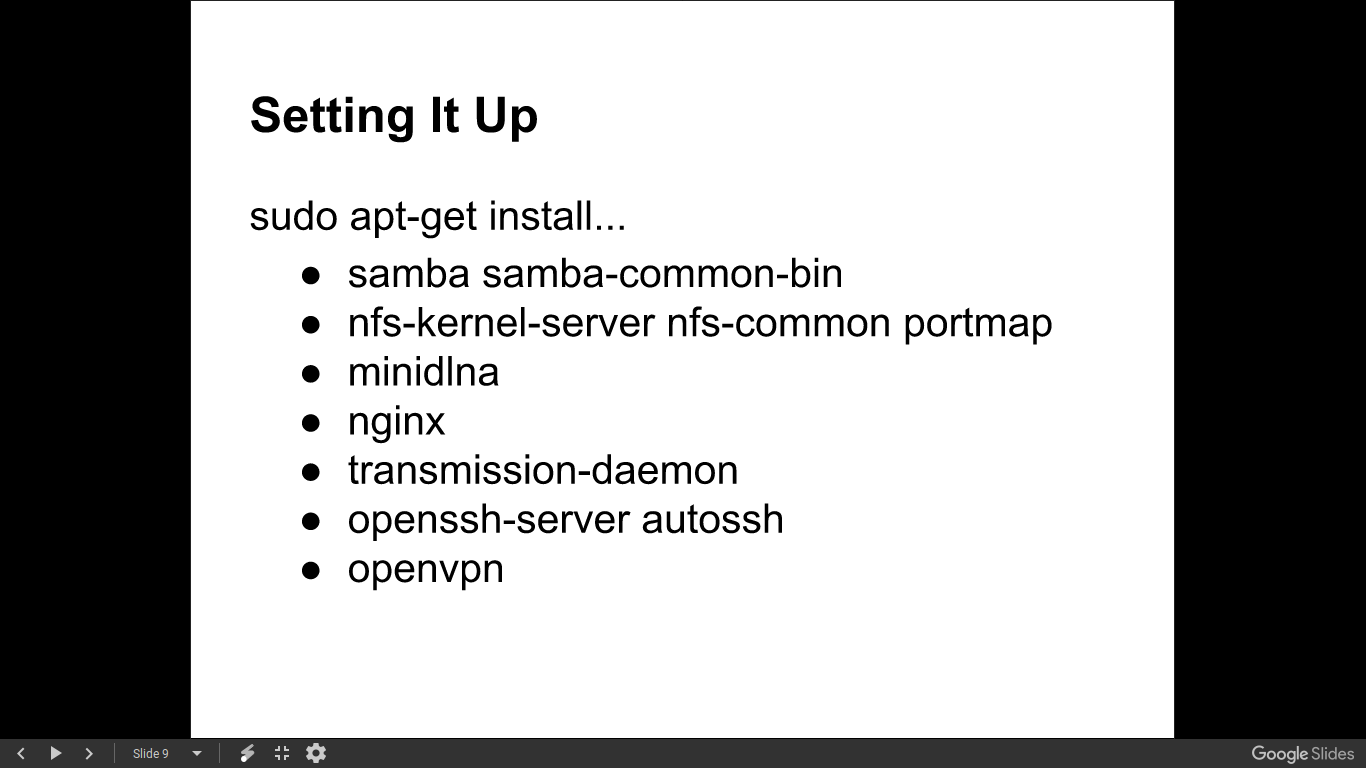 Setting It Up
sudo apt-get install...
● samba samba-common-bin
● nfs-kernel-server nfs-common portmap
● minidlna
● nginx
● transmission-daemon
● openssh-server autossh
● openvpn
Slide 9
Google Slides